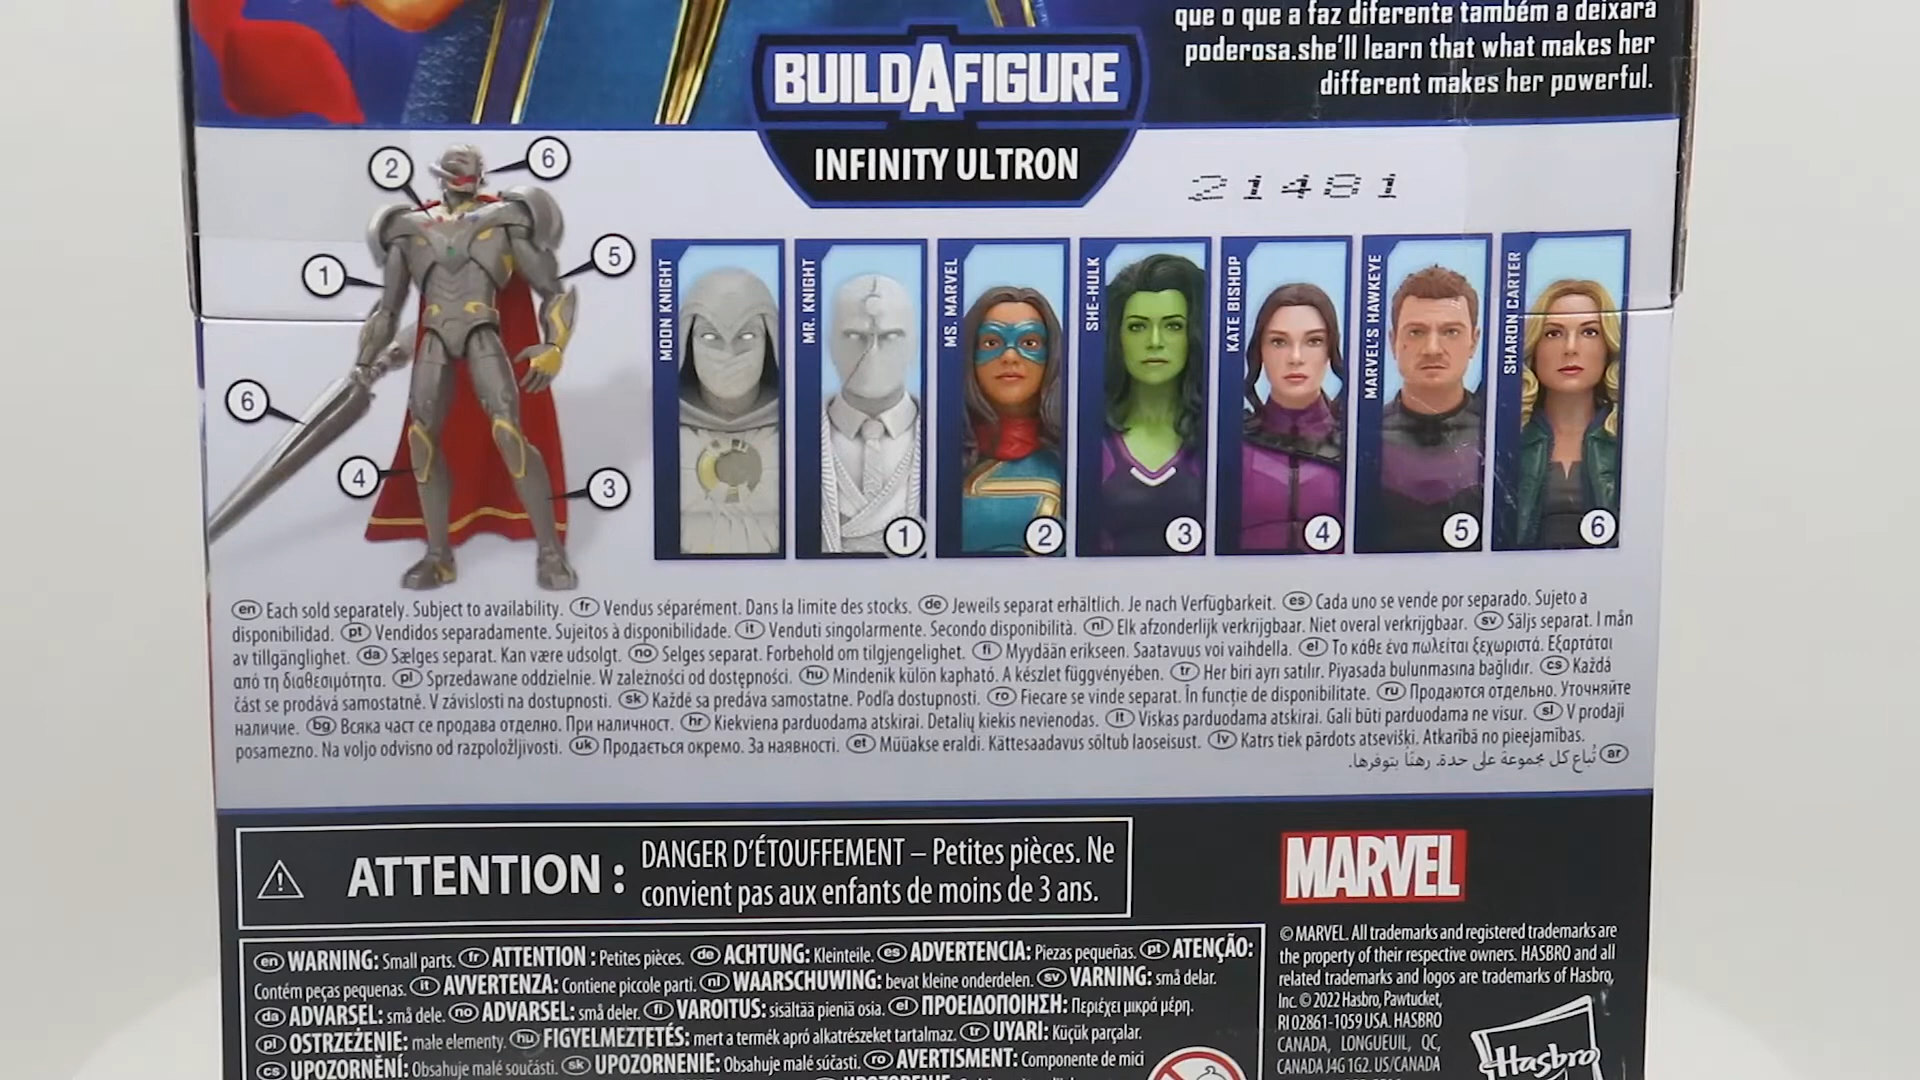 que o que a faz diferente também a deixará
poderosa.she'll learn that what makes her
different makes her powerful.
BUILDAFIGURE
INFINITY ULTRON
21481
2
6
1
5
6
4
3
MOON KNIGHT
MR. KNIGHT
1
MS. MARVEL
2
SHE-HULK
3
KATE BISHOP
4
MARVEL'S HAWKEYE
5
SHARON CARTER
6
en Each sold separately. Subject to availability. fr Vendus séparément. Dans la limite des stocks. de Jeweils separat erhältlich. Je nach Verfügbarkeit. es Cada uno se vende por separado. Sujeto a
disponibilidad. pt Vendidos separadamente. Sujeitos à disponibilidade. it Venduti singolarmente. Secondo disponibilità. nl Elk afzonderlijk verkrijgbaar. Niet overal verkrijgbaar. sv Säljs separat. I mån
av tillgänglighet. da Sælges separat. Kan være udsolgt. no Selges separat. Forbehold om tilgjengelighet. fi Myydään erikseen. Saatavuus voi vaihdella. el Το κάθε ένα πωλείται ξεχωριστά. Εξαρτάται
από τη διαθεσιμότητα. pl Sprzedawane oddzielnie. W zależności od dostępności. hu Mindenik külön kapható. A készlet függvényében. tr Her biri ayrı satılır. Piyasada bulunmasına bağlıdır. cs Každá
část se prodává samostatně. V závislosti na dostupnosti. sk Každé sa predáva samostatne. Podľa dostupnosti. ro Fiecare se vinde separat. În funcție de disponibilitate. ru Продаются отдельно. Уточняйте
наличие. bg Всяка част се продава отделно. При наличност. hr Kiekviena parduodama atskirai. Detalių kiekis nevienodas. lt Viskas parduodama atskirai. Gali būti parduodama ne visur. sl V prodaji
posamezno. Na voljo odvisno od razpoložljivosti. uk Продається окремо. За наявності. et Müüakse eraldi. Kättesaadavus sõltub laoseisust. lv Katrs tiek pārdots atsevišķi. Atkarībā no pieejamības.
ar تُباع كل مجموعة على حدة. رهنًا بتوفرها.
ATTENTION : DANGER D'ÉTOUFFEMENT – Petites pièces. Ne
convient pas aux enfants de moins de 3 ans.
en WARNING: Small parts. fr ATTENTION : Petites pièces. de ACHTUNG: Kleinteile. es ADVERTENCIA: Piezas pequeñas. pt ATENÇÃO:
Contém peças pequenas. it AVVERTENZA: Contiene piccole parti. nl WAARSCHUWING: bevat kleine onderdelen. sv VARNING: små delar.
da ADVARSEL: små dele. no ADVARSEL: små deler. fi VAROITUS: sisältää pieniä osia. el ΠΡΟΕΙΔΟΠΟΙΗΣΗ: Περιέχει μικρά μέρη.
pl OSTRZEŻENIE: małe elementy. hu FIGYELMEZTETÉS: mert a termék apró alkatrészeket tartalmaz. tr UYARI: Küçük parçalar.
cs UPOZORNĚNÍ: Obsahuje malé součásti. sk UPOZORNENIE: Obsahuje malé súčasti. ro AVERTISMENT: Componente de mici
MARVEL
© MARVEL. All trademarks and registered trademarks are
the property of their respective owners. HASBRO and all
related trademarks and logos are trademarks of Hasbro,
Inc. © 2022 Hasbro, Pawtucket,
RI 02861-1059 USA. HASBRO
CANADA, LONGUEUIL, QC,
CANADA J4G 1G2. US/CANADA
Hasbro